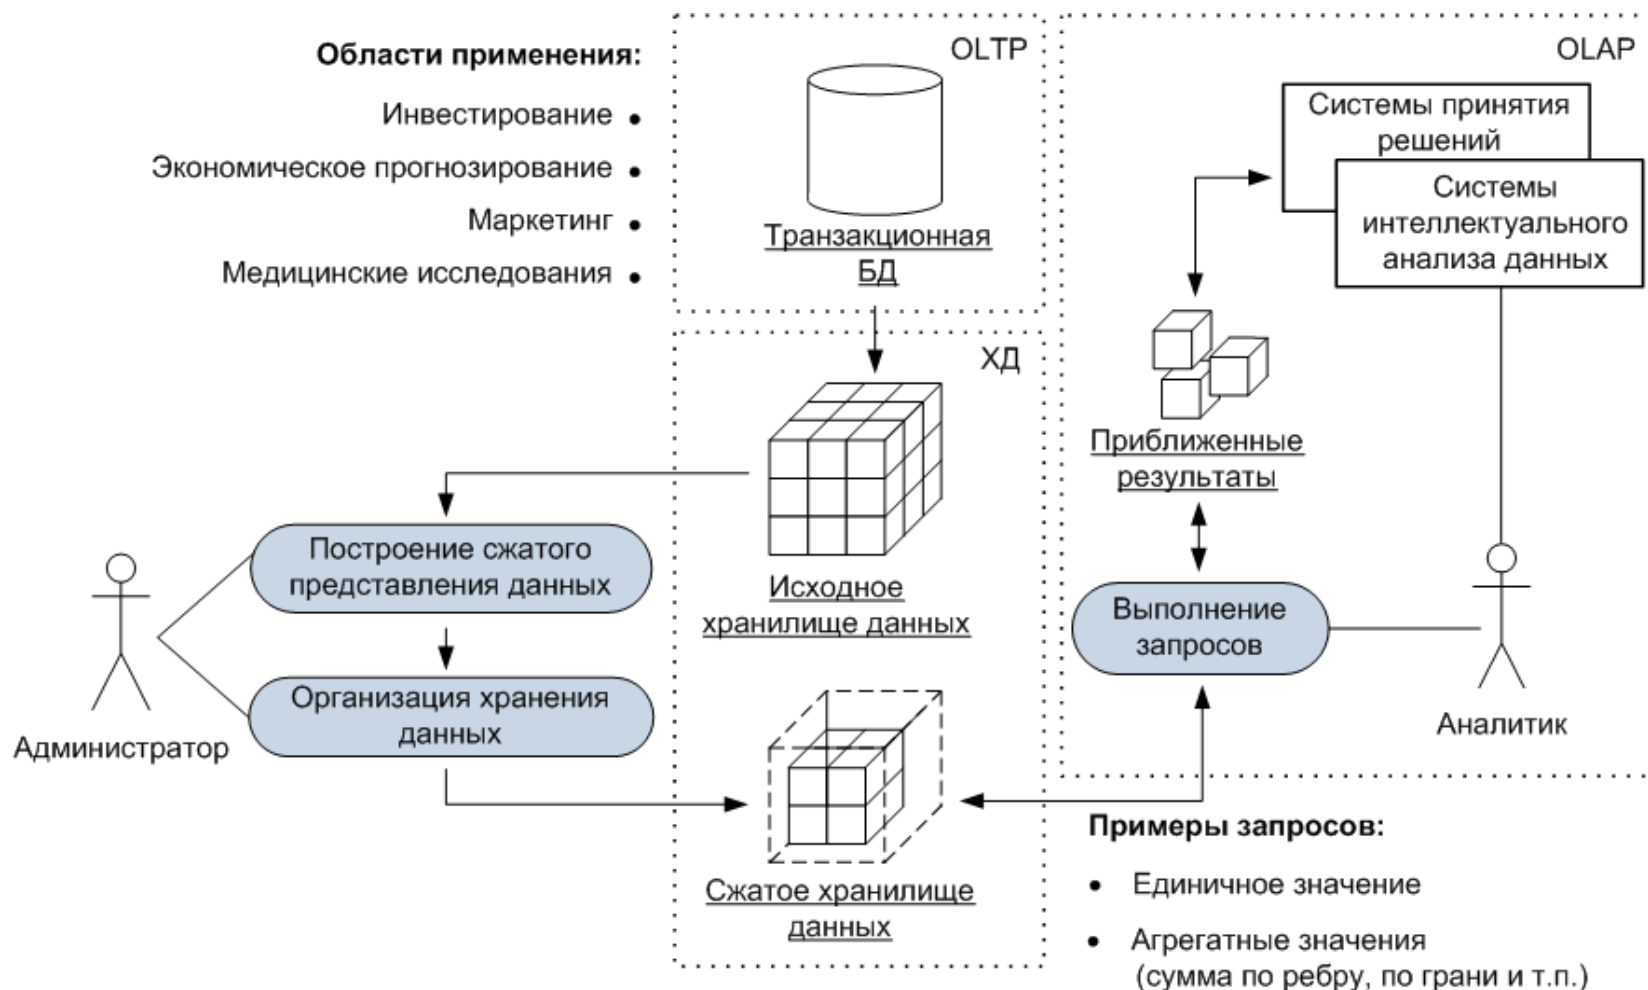 Области применения:
Инвестирование
Экономическое прогнозирование
Маркетинг
Медицинские исследования
OLTP
Транзакционная
БД
OLAP
Системы принятия
решений
Системы
интеллектуального
анализа данных
ХД
Приближенные
результаты
Построение сжатого
представления данных
Исходное
хранилище данных
Выполнение
запросов
Организация хранения
данных
Администратор
Аналитик
Сжатое хранилище
данных
Примеры запросов:
• Единичное значение
• Агрегатные значения
(сумма по ребру, по грани и т.п.)